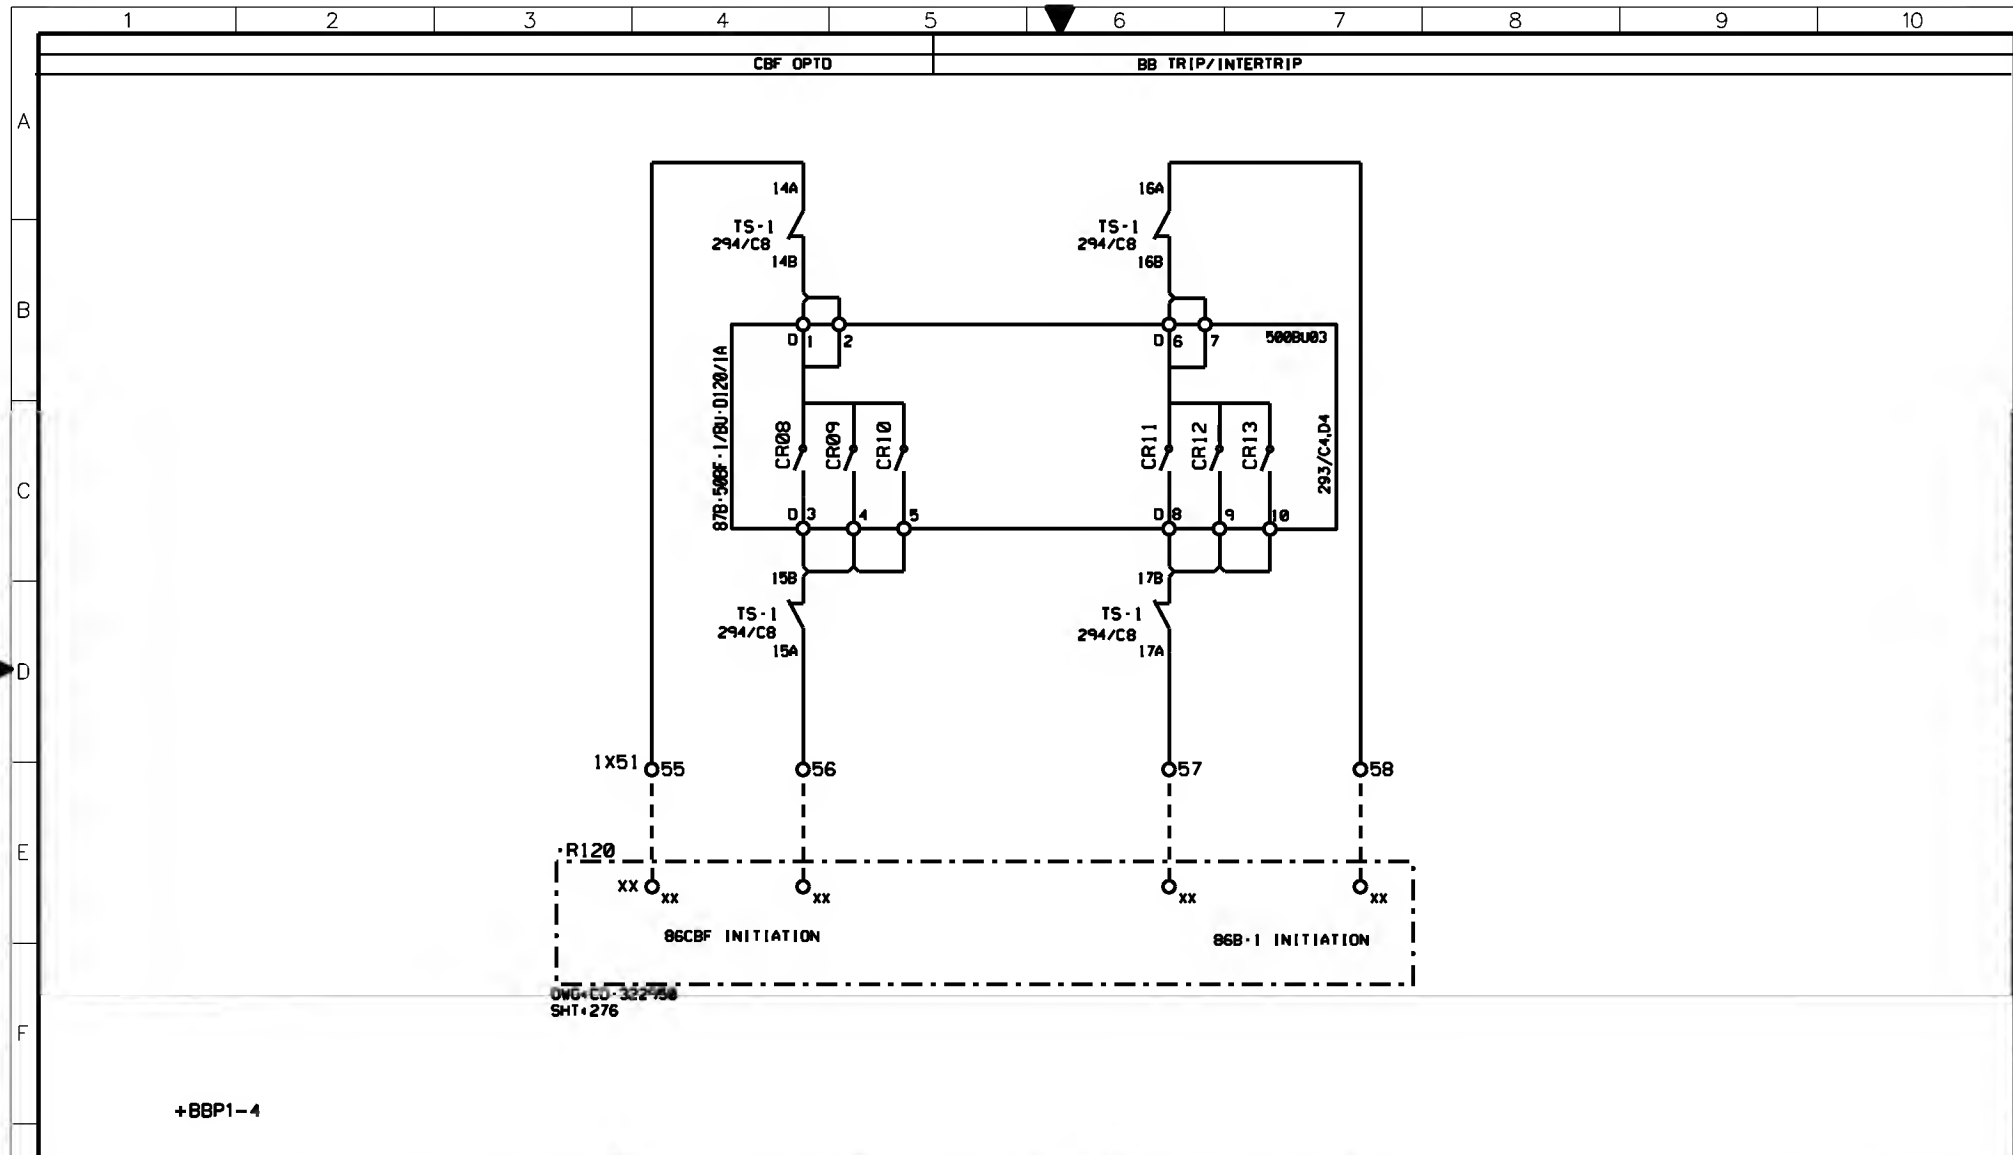 1 2 3 4 5 6 7 8 9 10
CBF OPTO BB TRIP/INTERTRIP
A
14A 16A
TS-1 TS-1
294/C8 294/C8
14B 16B
B
D 1 2 D 6 7 500BU03
87B-50BF-1/BU-D120/1A
CR08 CR09 CR10 CR11 CR12 CR13
293/C4,D4
C
D 3 4 5 D 8 9 10
15B 17B
TS-1 TS-1
294/C8 294/C8
15A 17A
D
1X51 55 56 57 58
E
-R120
XX XX XX XX XX
86CBF INITIATION 86B-1 INITIATION
SHT:276
F
+BBP1-4